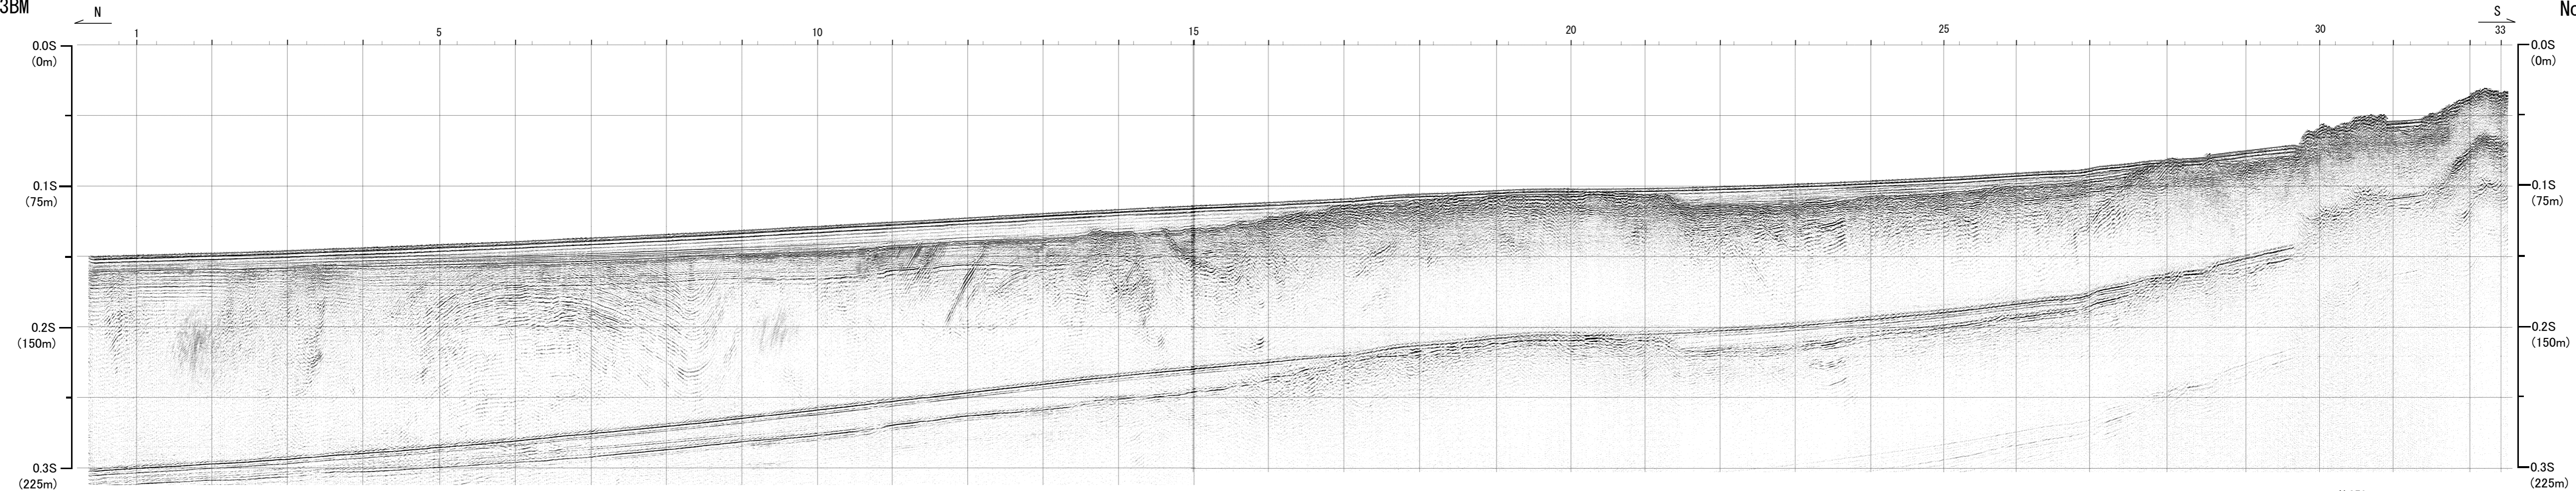 3BM
N
S
No
1 5 10 15 20 25 30 33
0.0S 0.0S
(0m) (0m)
0.1S 0.1S
(75m) (75m)
0.2S 0.2S
(150m) (150m)
0.3S 0.3S
(225m) (225m)